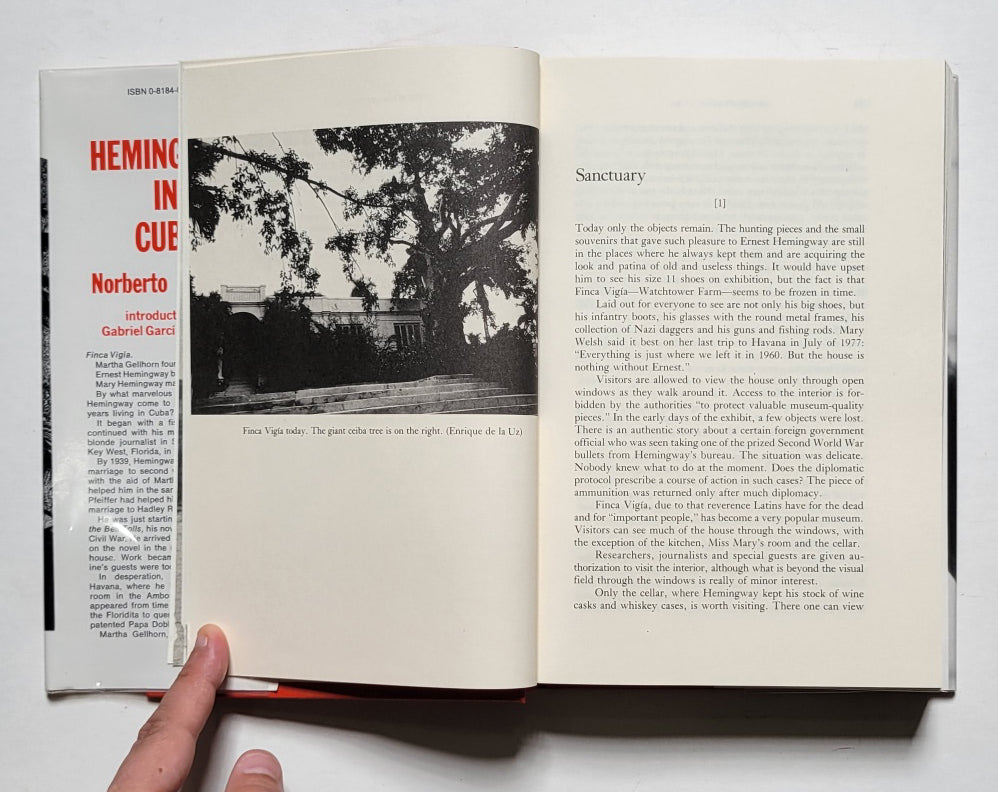 ISBN 0-8184-
HEMING
IN
CUB
Norberto
introduct
Gabriel Garcí
Finca Vigía.
Martha Gellhorn four
Ernest Hemingway b
Mary Hemingway ma
By what marvelous
Hemingway come to
years living in Cuba?
It began with a fis
continued with his m
blonde journalist in S
Key West, Florida, in
By 1939, Hemingwa
marriage to second
with the aid of Mart
helped him in the sar
Pfeiffer had helped hi
marriage to Hadley R
He was just startin
the Bell Tolls, his nov
Civil War. He arrived
on the novel in the
house. Work becam
ine's guests were too
In desperation,
Havana, where he
room in the Ambo
appeared from time
the Floridita to quen
patented Papa Dobl
Martha Gellhorn,
Finca Vigía today. The giant ceiba tree is on the right. (Enrique de la Uz)
Sanctuary
[1]
Today only the objects remain. The hunting pieces and the small
souvenirs that gave such pleasure to Ernest Hemingway are still
in the places where he always kept them and are acquiring the
look and patina of old and useless things. It would have upset
him to see his size 11 shoes on exhibition, but the fact is that
Finca Vigía—Watchtower Farm—seems to be frozen in time.
Laid out for everyone to see are not only his big shoes, but
his infantry boots, his glasses with the round metal frames, his
collection of Nazi daggers and his guns and fishing rods. Mary
Welsh said it best on her last trip to Havana in July of 1977:
“Everything is just where we left it in 1960. But the house is
nothing without Ernest.”
Visitors are allowed to view the house only through open
windows as they walk around it. Access to the interior is for-
bidden by the authorities “to protect valuable museum-quality
pieces.” In the early days of the exhibit, a few objects were lost.
There is an authentic story about a certain foreign government
official who was seen taking one of the prized Second World War
bullets from Hemingway’s bureau. The situation was delicate.
Nobody knew what to do at the moment. Does the diplomatic
protocol prescribe a course of action in such cases? The piece of
ammunition was returned only after much diplomacy.
Finca Vigía, due to that reverence Latins have for the dead
and for “important people,” has become a very popular museum.
Visitors can see much of the house through the windows, with
the exception of the kitchen, Miss Mary’s room and the cellar.
Researchers, journalists and special guests are given au-
thorization to visit the interior, although what is beyond the visual
field through the windows is really of minor interest.
Only the cellar, where Hemingway kept his stock of wine
casks and whiskey cases, is worth visiting. There one can view